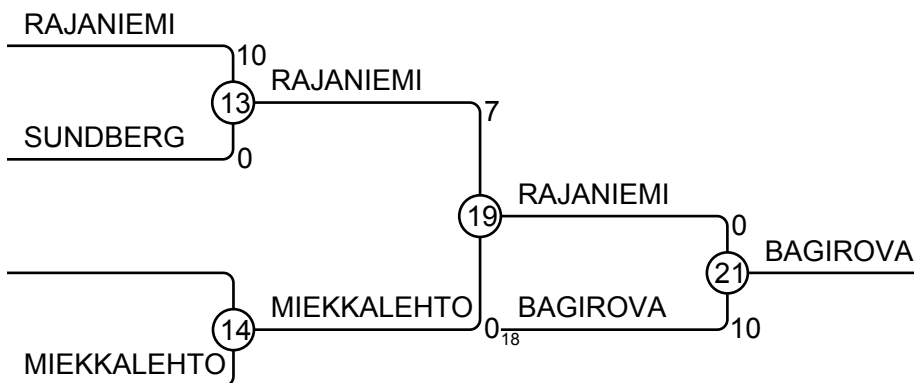 RAJANIEMI
10
13
RAJANIEMI
7
SUNDBERG
0
19
RAJANIEMI
0
21
BAGIROVA
14
MIEKKALEHTO
0
18
BAGIROVA
10
MIEKKALEHTO